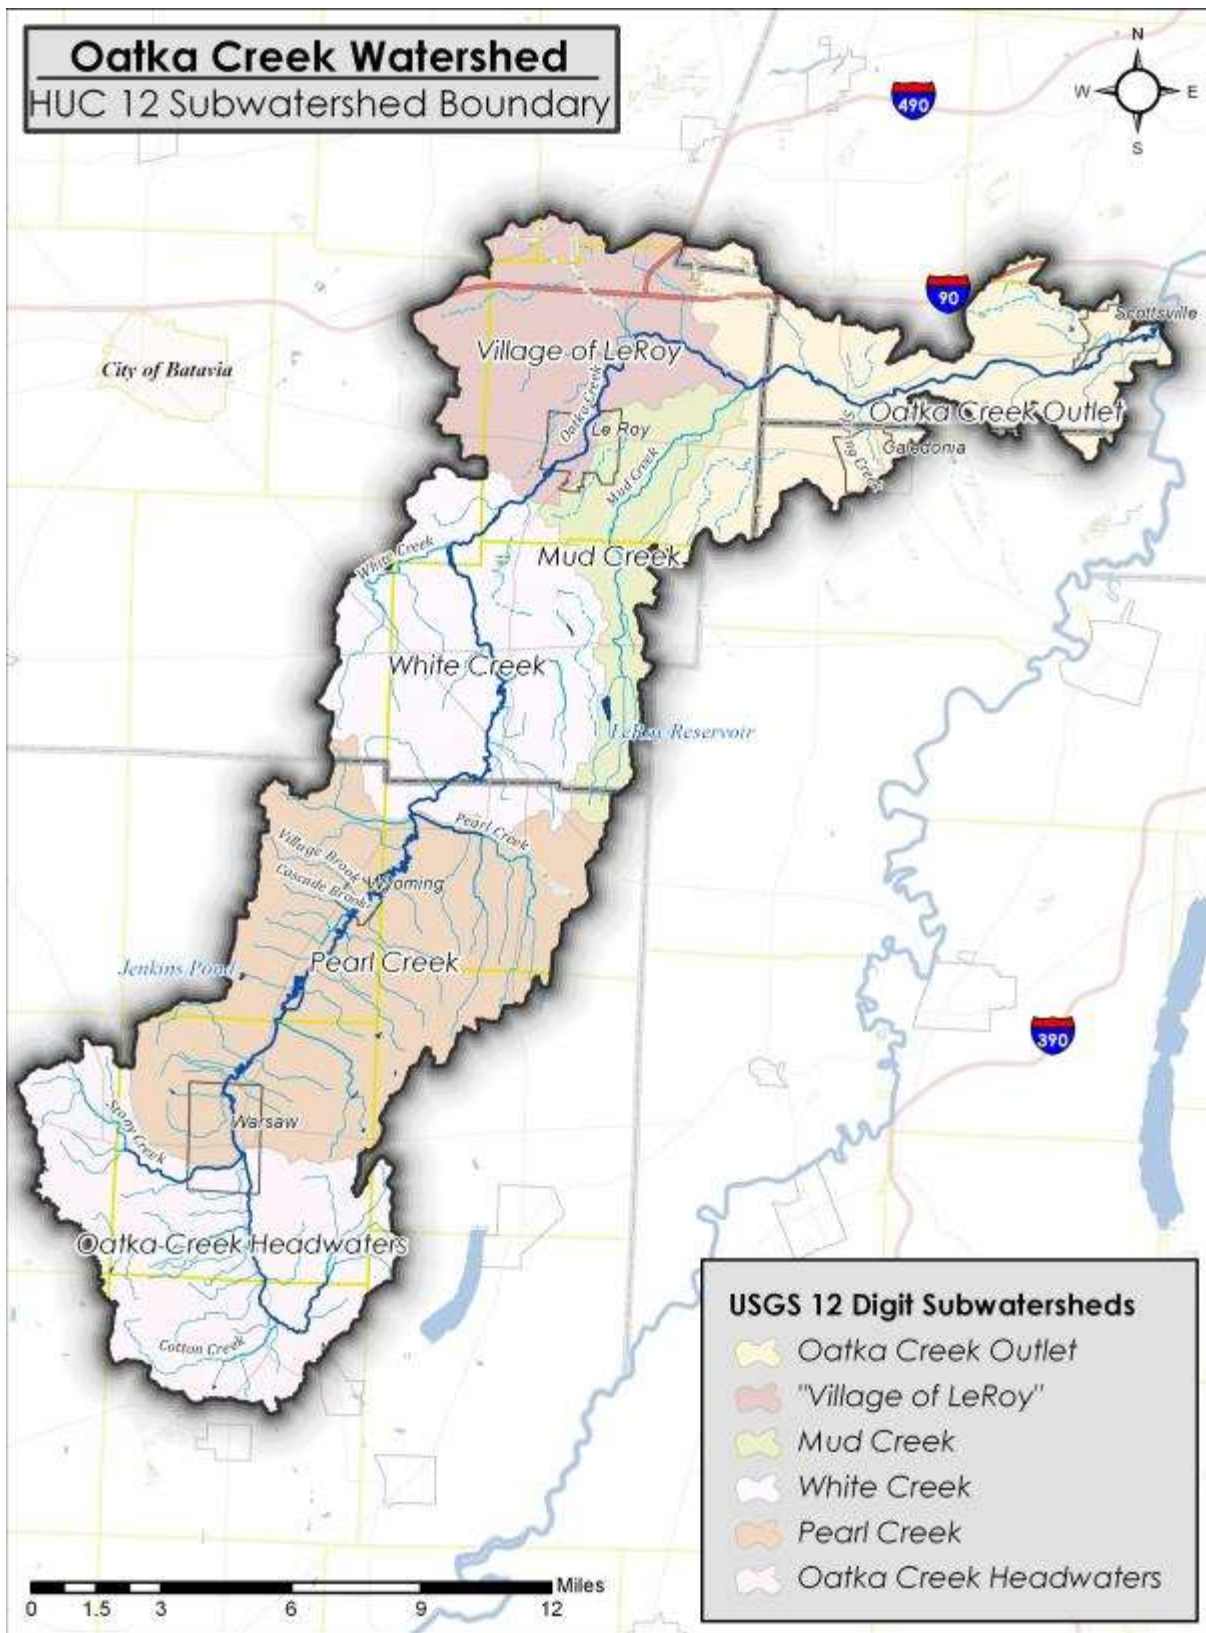 Oatka Creek Watershed
HUC 12 Subwatershed Boundary
N
W
E
S
490
90
Scottsville
City of Batavia
Village of LeRoy
Oatka Creek
Le Roy
Oatka Creek Outlet
Spring Creek
Caledonia
Mud Creek
White Creek
Mud Creek
White Creek
LeRoy Reservoir
Pearl Creek
Village Brook
Cascade Brook
Wyoming
Pearl Creek
Jenkins Pond
390
Stony Creek
Warsaw
Oatka Creek Headwaters
Cotton Creek
USGS 12 Digit Subwatersheds
Oatka Creek Outlet
"Village of LeRoy"
Mud Creek
White Creek
Pearl Creek
Oatka Creek Headwaters
Miles
0 1.5 3 6 9 12